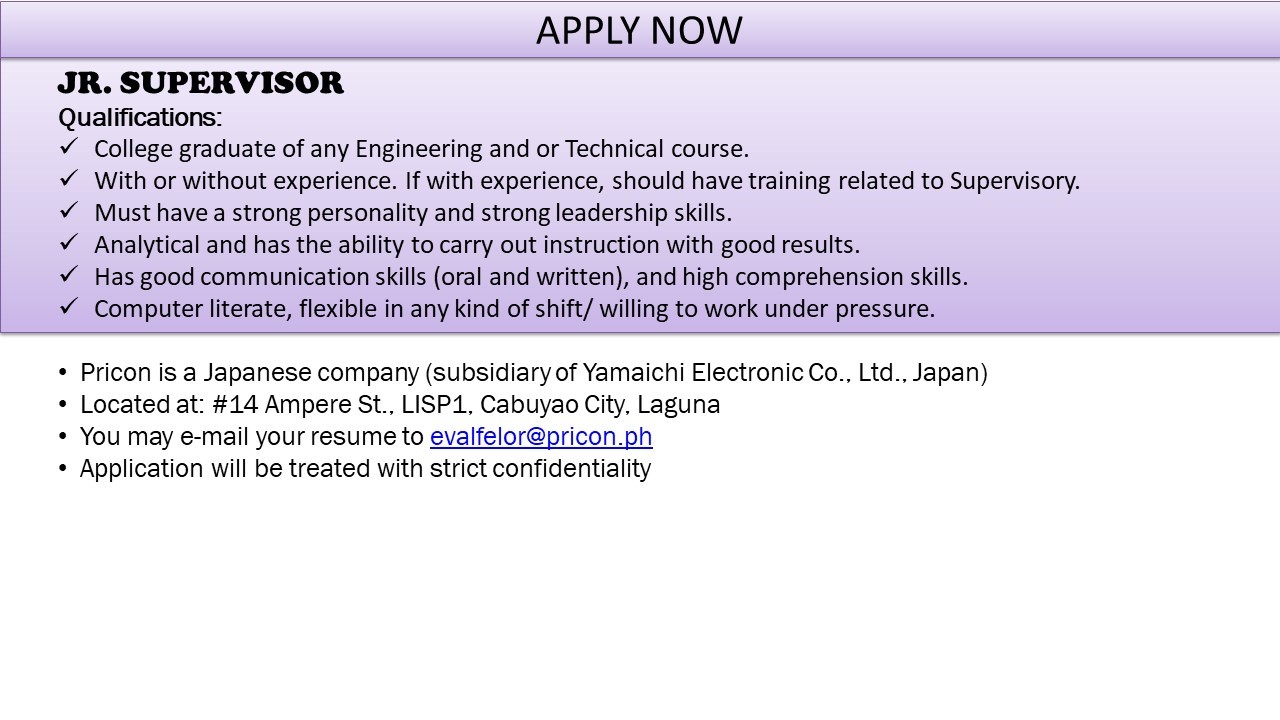 APPLY NOW
JR. SUPERVISOR
Qualifications:
✓ College graduate of any Engineering and or Technical course.
✓ With or without experience. If with experience, should have training related to Supervisory.
✓ Must have a strong personality and strong leadership skills.
✓ Analytical and has the ability to carry out instruction with good results.
✓ Has good communication skills (oral and written), and high comprehension skills.
✓ Computer literate, flexible in any kind of shift/ willing to work under pressure.
• Pricon is a Japanese company (subsidiary of Yamaichi Electronic Co., Ltd., Japan)
• Located at: #14 Ampere St., LISP1, Cabuyao City, Laguna
• You may e-mail your resume to evalfelor@pricon.ph
• Application will be treated with strict confidentiality